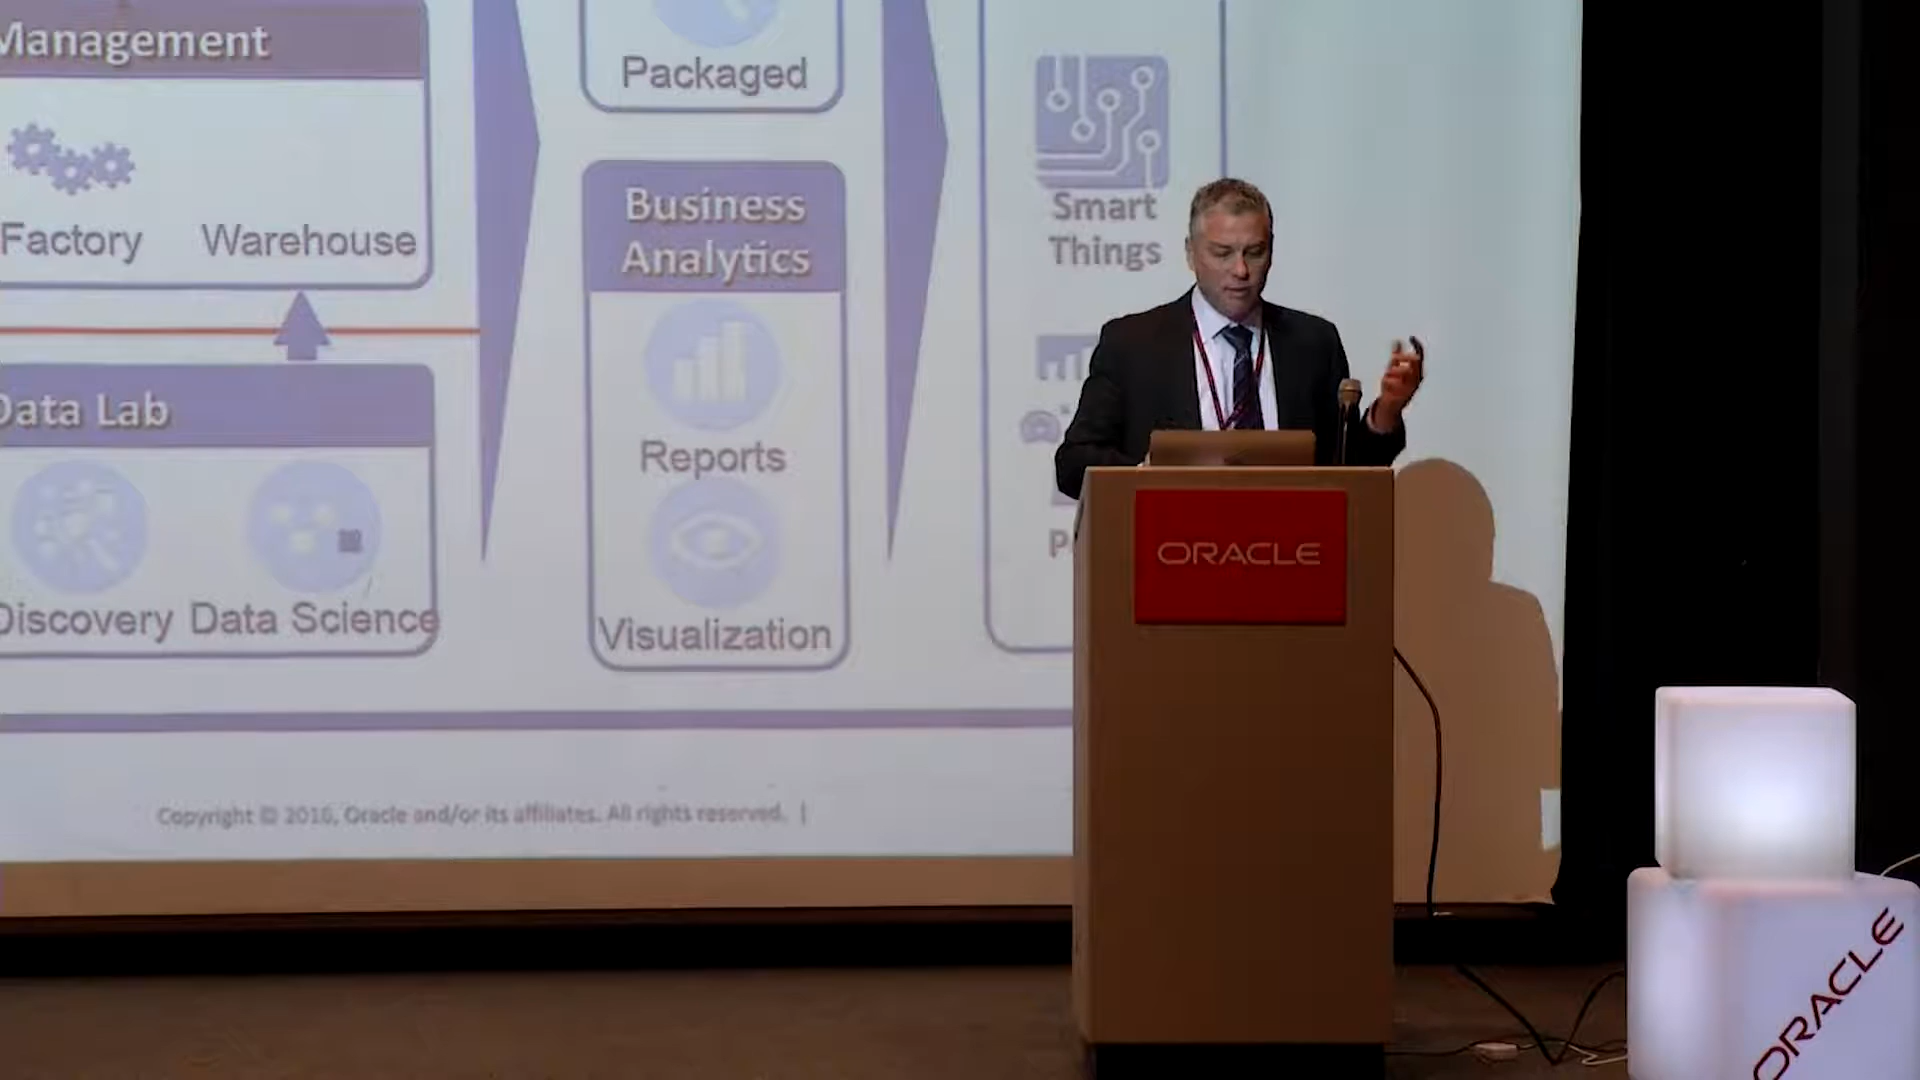 Management
Factory
Warehouse
Data Lab
Discovery
Data Science
Packaged
Business
Analytics
Reports
Visualization
Smart
Things
ORACLE
ORACLE
Copyright © 2016, Oracle and/or its affiliates. All rights reserved. |